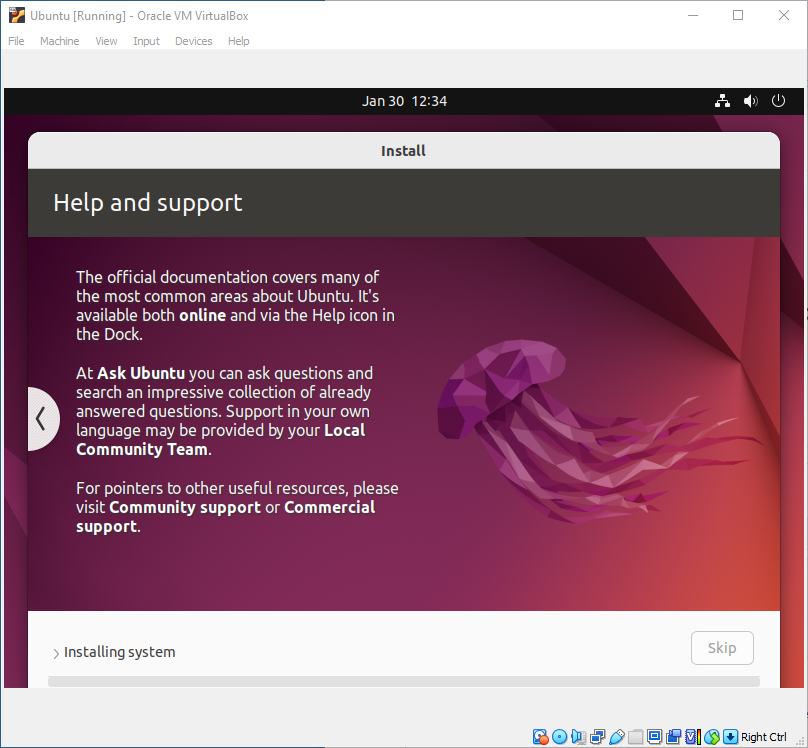 Ubuntu [Running] - Oracle VM VirtualBox
File Machine View Input Devices Help
Jan 30 12:34
Install
Help and support
The official documentation covers many of
the most common areas about Ubuntu. It's
available both online and via the Help icon in
the Dock.
At Ask Ubuntu you can ask questions and
search an impressive collection of already
answered questions. Support in your own
language may be provided by your Local
Community Team.
For pointers to other useful resources, please
visit Community support or Commercial
support.
Installing system
Skip
Right Ctrl